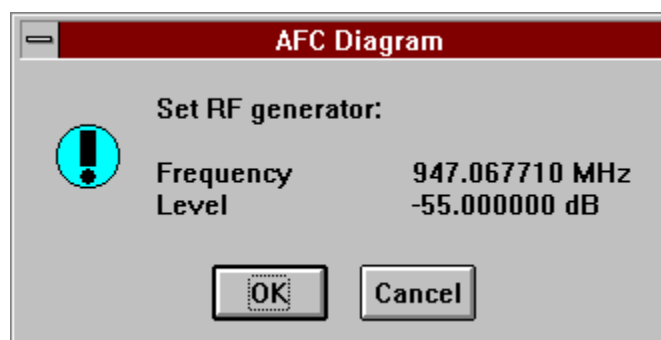 AFC Diagram
Set RF generator:
Frequency 947.067710 MHz
Level -55.000000 dB
OK Cancel